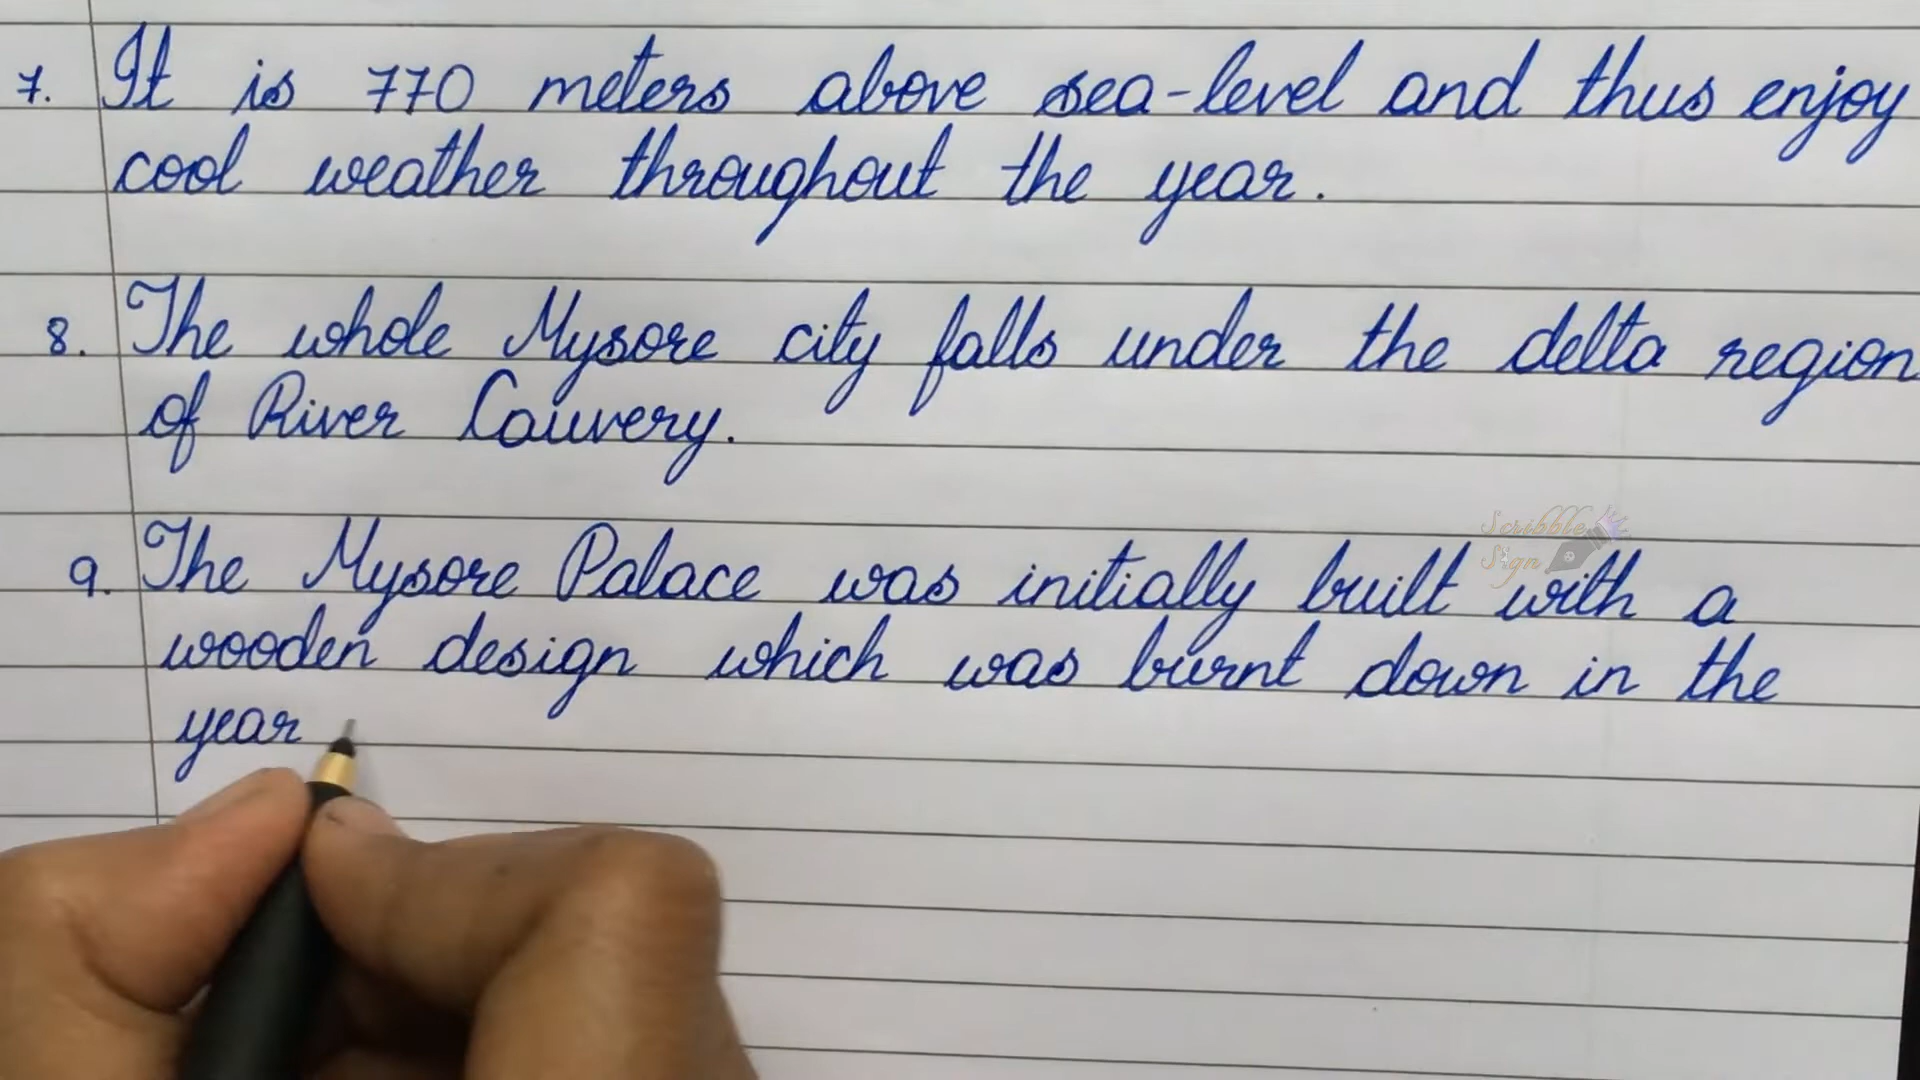 7. It is 770 meters above sea-level and thus enjoy
cool weather throughout the year.
8. The whole Mysore city falls under the delta region
of River Cauvery.
Scribble
Sign
9. The Mysore Palace was initially built with a
wooden design which was burnt down in the
year